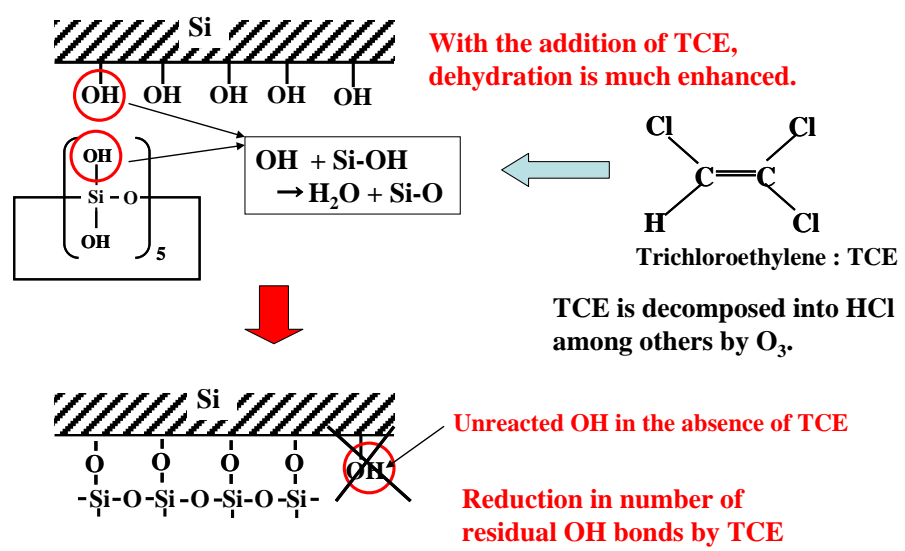 Si
With the addition of TCE,
dehydration is much enhanced.
OH OH OH OH OH
OH
Si O
OH
5
OH + Si-OH
→H₂O + Si-O
Cl Cl
C C
H Cl
Trichloroethylene : TCE
TCE is decomposed into HCl
among others by O₃.
Si
Unreacted OH in the absence of TCE
O O O O OH
-Si-O-Si-O-Si-O-Si-
Reduction in number of
residual OH bonds by TCE